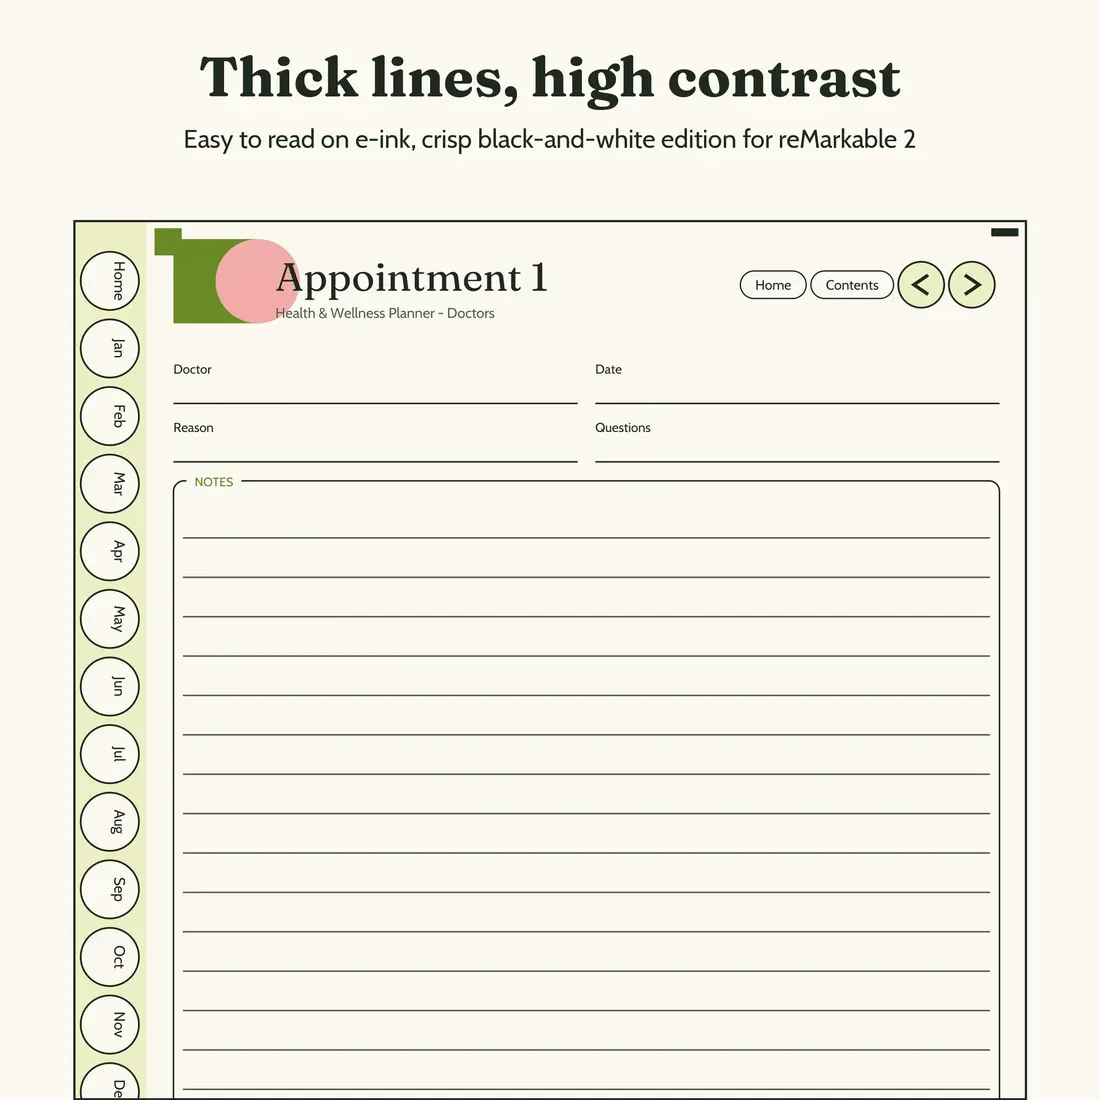 Thick lines, high contrast
Easy to read on e-ink, crisp black-and-white edition for reMarkable 2
Appointment 1
Health & Wellness Planner - Doctors
Home
Contents
<
>
Home
Jan
Feb
Mar
Apr
May
Jun
Jul
Aug
Sep
Oct
Nov
De
Doctor
Date
Reason
Questions
NOTES